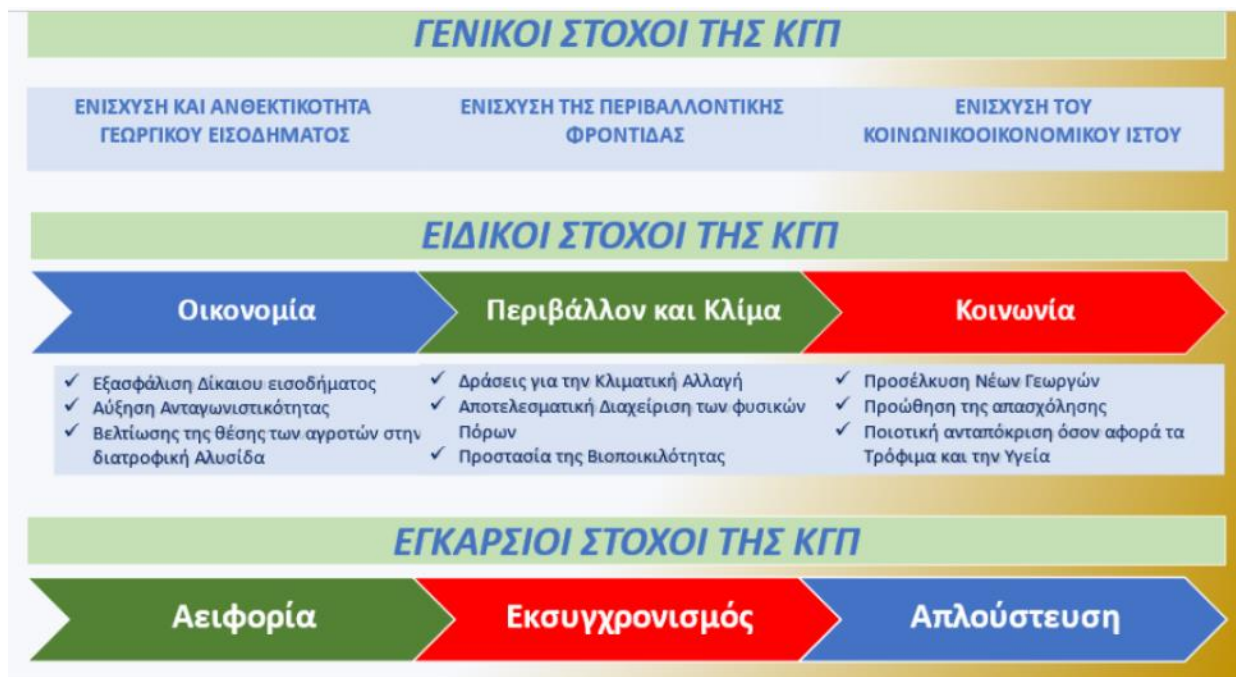 ΓΕΝΙΚΟΙ ΣΤΟΧΟΙ ΤΗΣ ΚΓΠ
ΕΝΙΣΧΥΣΗ ΚΑΙ ΑΝΘΕΚΤΙΚΟΤΗΤΑ
ΓΕΩΡΓΙΚΟΥ ΕΙΣΟΔΗΜΑΤΟΣ
ΕΝΙΣΧΥΣΗ ΤΗΣ ΠΕΡΙΒΑΛΛΟΝΤΙΚΗΣ
ΦΡΟΝΤΙΔΑΣ
ΕΝΙΣΧΥΣΗ ΤΟΥ
ΚΟΙΝΩΝΙΚΟΟΙΚΟΝΟΜΙΚΟΥ ΙΣΤΟΥ
ΕΙΔΙΚΟΙ ΣΤΟΧΟΙ ΤΗΣ ΚΓΠ
Οικονομία
✓ Εξασφάλιση Δίκαιου εισοδήματος
✓ Αύξηση Ανταγωνιστικότητας
✓ Βελτίωσης της θέσης των αγροτών στην
διατροφική Αλυσίδα
Περιβάλλον και Κλίμα
✓ Δράσεις για την Κλιματική Αλλαγή
✓ Αποτελεσματική Διαχείριση των φυσικών
Πόρων
✓ Προστασία της Βιοποικιλότητας
Κοινωνία
✓ Προσέλκυση Νέων Γεωργών
✓ Προώθηση της απασχόλησης
✓ Ποιοτική ανταπόκριση όσον αφορά τα
Τρόφιμα και την Υγεία
ΕΓΚΑΡΣΙΟΙ ΣΤΟΧΟΙ ΤΗΣ ΚΓΠ
Αειφορία
Εκσυγχρονισμός
Απλούστευση